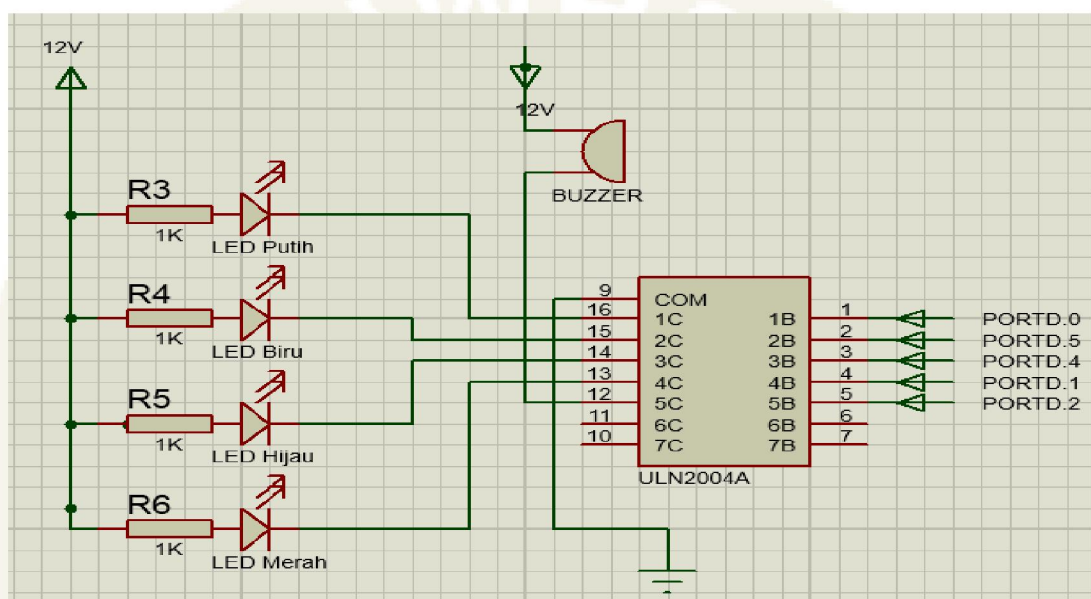 12V
12V
BUZZER
R3
1K
LED Putih
R4
1K
LED Biru
R5
1K
LED Hijau
R6
1K
LED Merah
9 COM
16 1C 1B 1 PORTD.0
15 2C 2B 2 PORTD.5
14 3C 3B 3 PORTD.4
13 4C 4B 4 PORTD.1
12 5C 5B 5 PORTD.2
11 6C 6B 6
10 7C 7B 7
ULN2004A